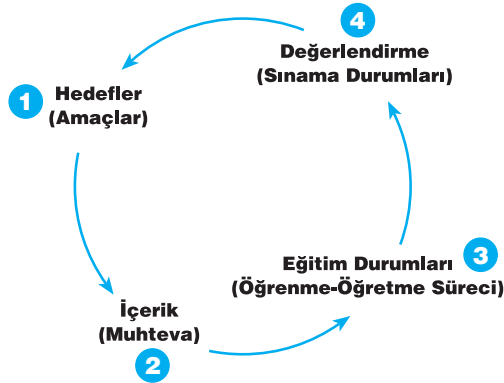 1
Hedefler
(Amaçlar)
2
İçerik
(Muhteva)
3
Eğitim Durumları
(Öğrenme-Öğretme Süreci)
4
Değerlendirme
(Sınama Durumları)